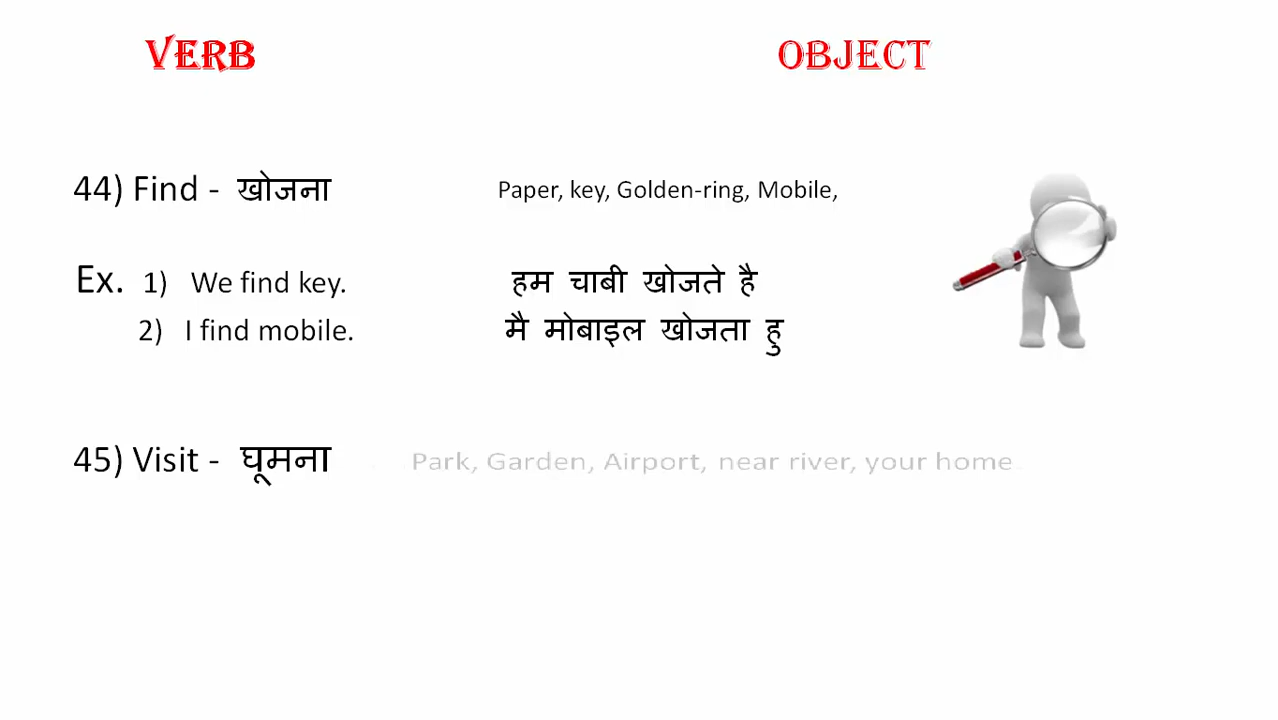 VERB OBJECT
44) Find - खोजना Paper, key, Golden-ring, Mobile,
Ex. 1) We find key. हम चाबी खोजते है
2) I find mobile. मै मोबाइल खोजता हु
45) Visit - घूमना Park, Garden, Airport, near river, your home